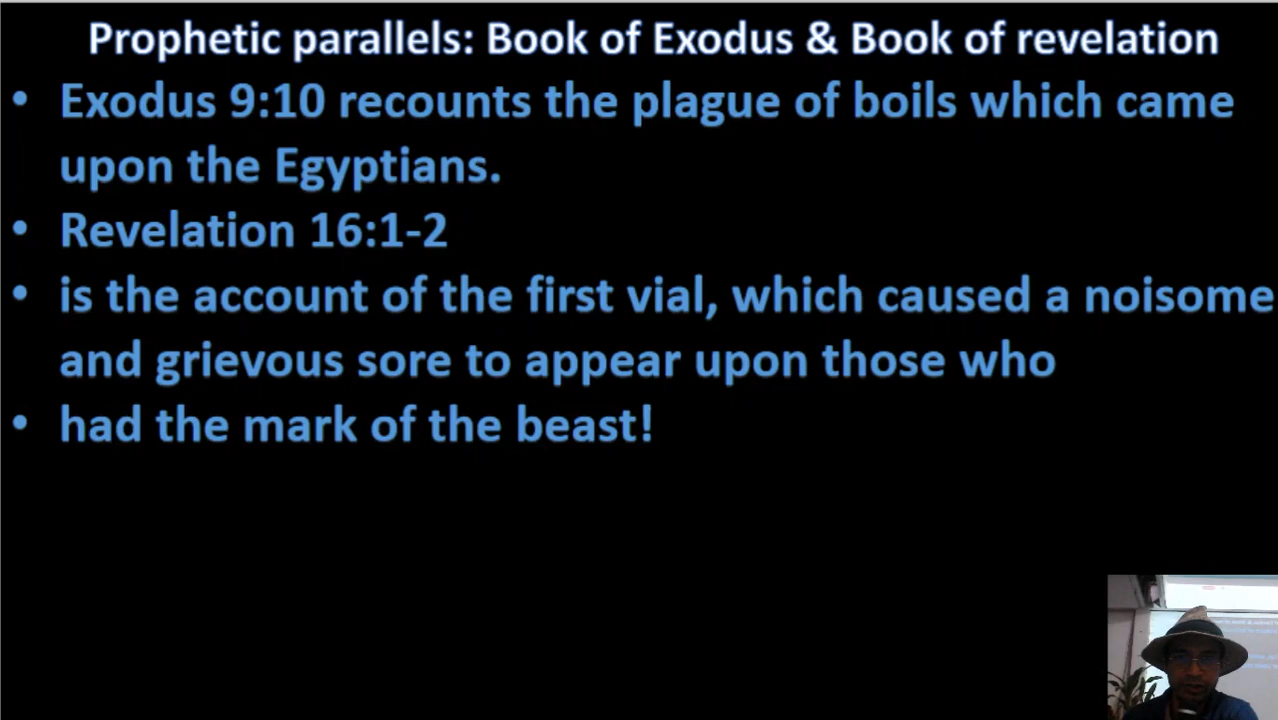 Prophetic parallels: Book of Exodus & Book of revelation
• Exodus 9:10 recounts the plague of boils which came
upon the Egyptians.
• Revelation 16:1-2
• is the account of the first vial, which caused a noisome
and grievous sore to appear upon those who
• had the mark of the beast!